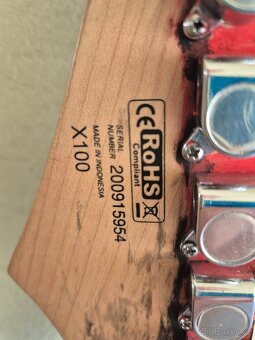 CE RoHS
Compliant
SERIAL
NUMBER 200915954
MADE IN INDONESIA
X100